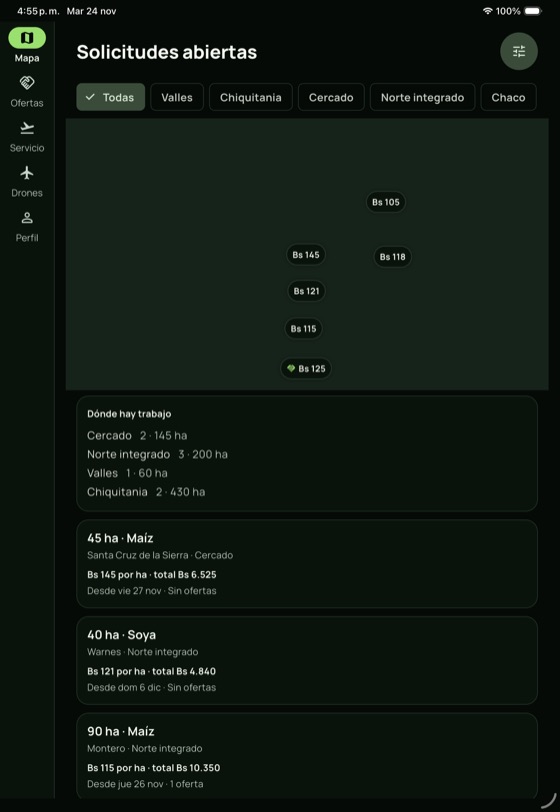 4:55 p. m. Mar 24 nov
100%
Mapa
Ofertas
Servicio
Drones
Perfil
Solicitudes abiertas
Todas
Valles
Chiquitania
Cercado
Norte integrado
Chaco
Bs 105
Bs 145
Bs 118
Bs 121
Bs 115
Bs 125
Dónde hay trabajo
Cercado 2 · 145 ha
Norte integrado 3 · 200 ha
Valles 1 · 60 ha
Chiquitania 2 · 430 ha
45 ha · Maíz
Santa Cruz de la Sierra · Cercado
Bs 145 por ha · total Bs 6.525
Desde vie 27 nov · Sin ofertas
40 ha · Soya
Warnes · Norte integrado
Bs 121 por ha · total Bs 4.840
Desde dom 6 dic · Sin ofertas
90 ha · Maíz
Montero · Norte integrado
Bs 115 por ha · total Bs 10.350
Desde jue 26 nov · 1 oferta